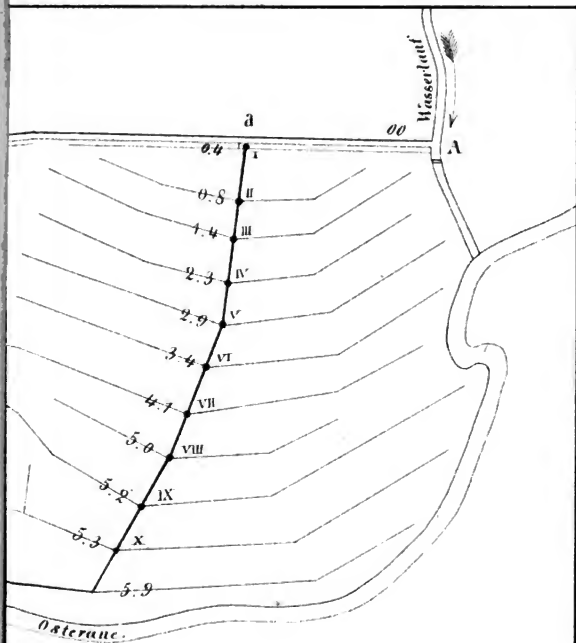 Wasserlauf
a
00
A
0.4
I
0.8
II
1.4
III
2.3
IV
2.9
V
3.4
VI
4.1
VII
5.0
VIII
5.2
IX
5.3
X
5.9
Osteraue.